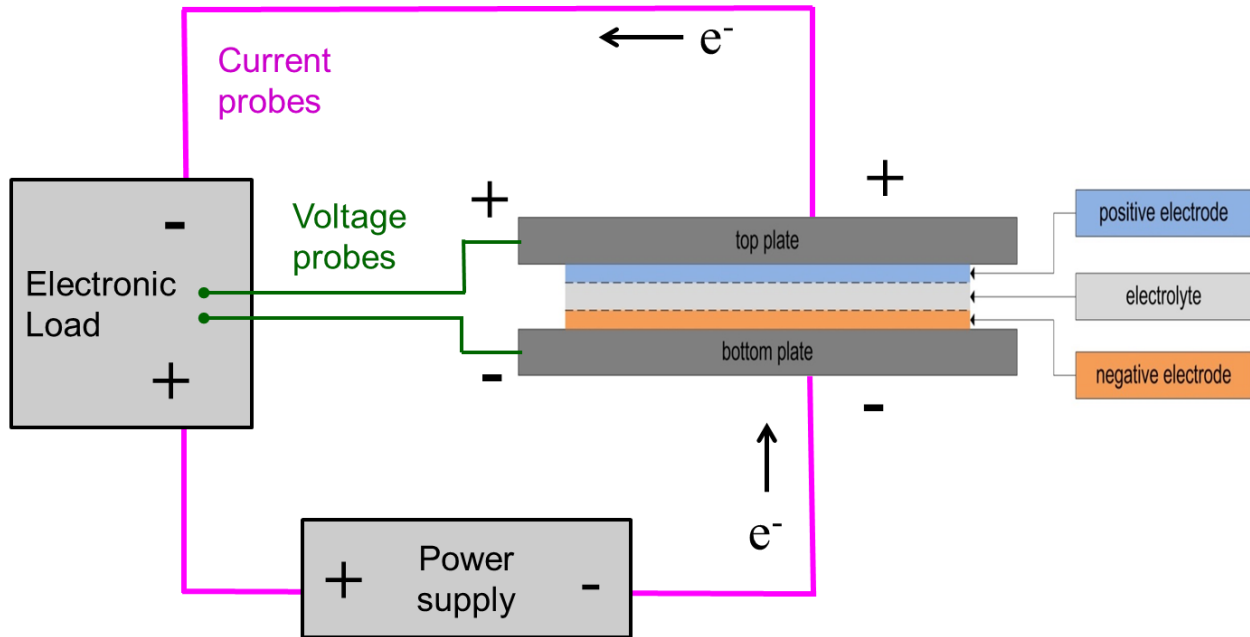 e-
Current
probes
+
-
+
Voltage
probes
positive electrode
top plate
Electronic
Load
electrolyte
bottom plate
negative electrode
+
-
-
e-
+
Power
supply
-